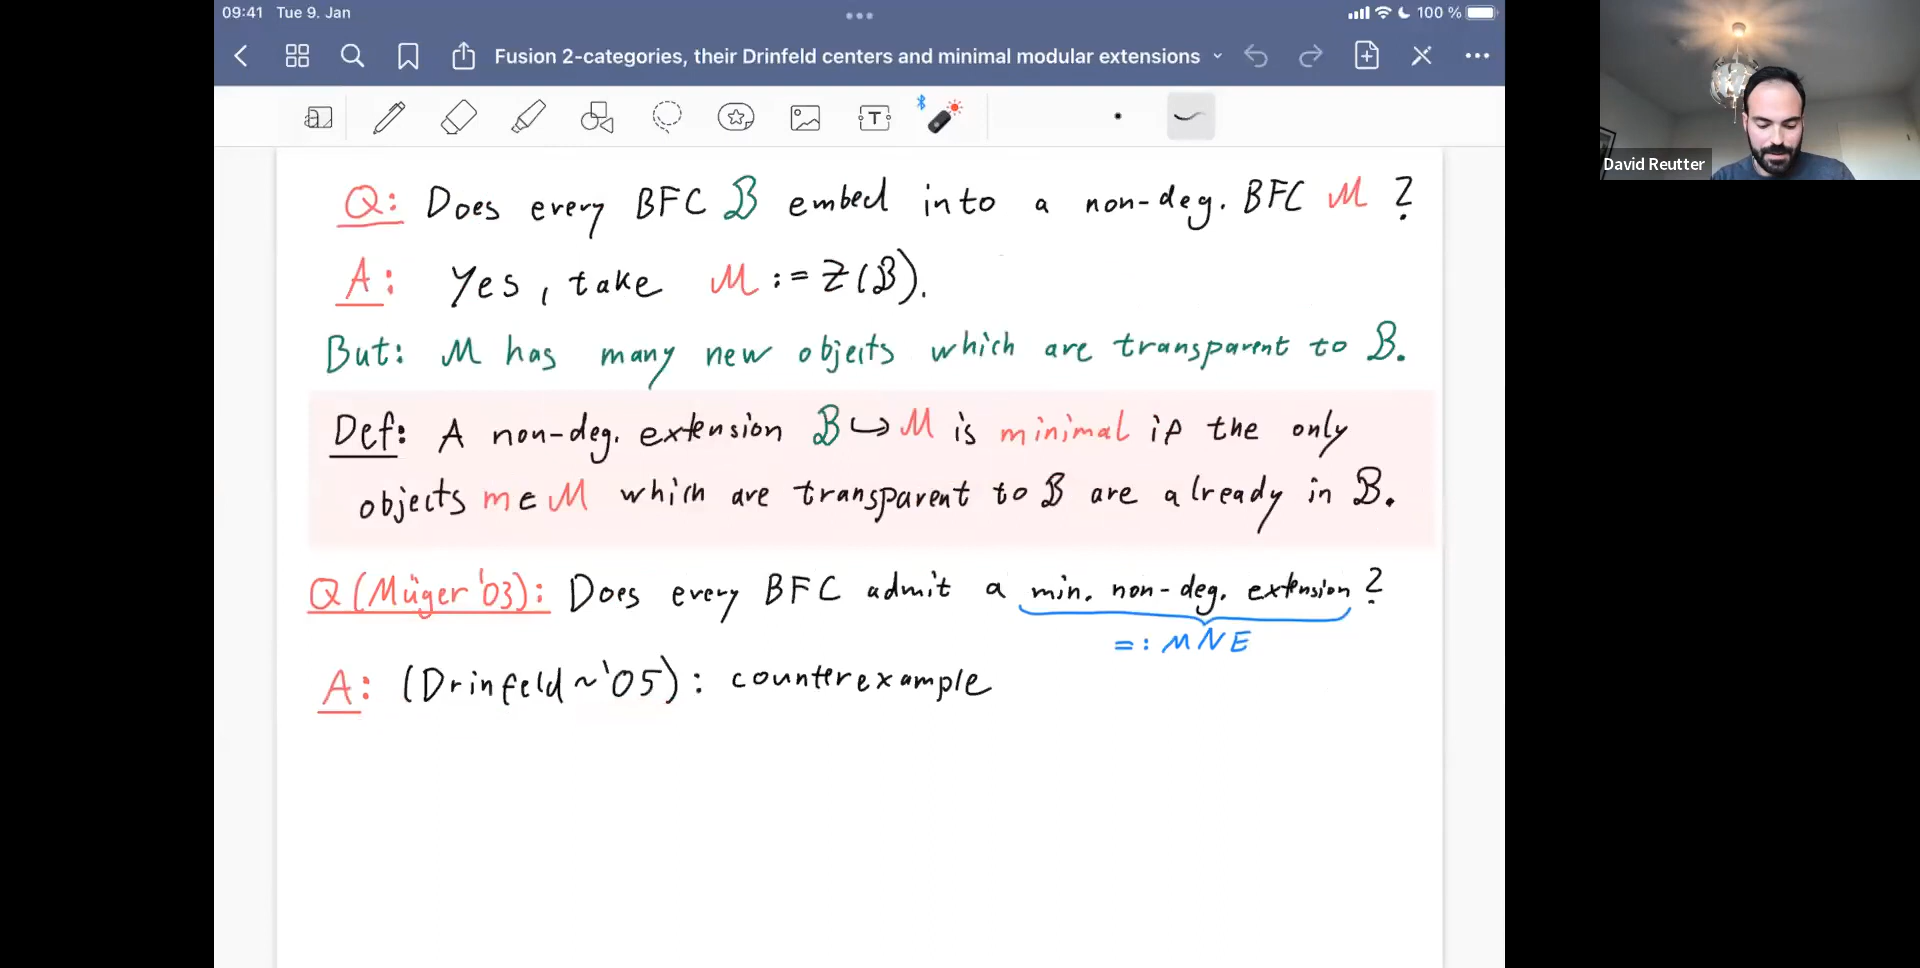 09:41 Tue 9. Jan
100 %
Fusion 2-categories, their Drinfeld centers and minimal modular extensions
David Reutter
Q: Does every BFC B embed into a non-deg. BFC M ?
A: Yes, take M := Z(B).
But: M has many new objects which are transparent to B.
Def: A non-deg. extension B ↪ M is minimal if the only
objects m ∈ M which are transparent to B are already in B.
Q (Müger '03): Does every BFC admit a min. non-deg. extension ?
=: MNE
A: (Drinfeld ~'05): counterexample